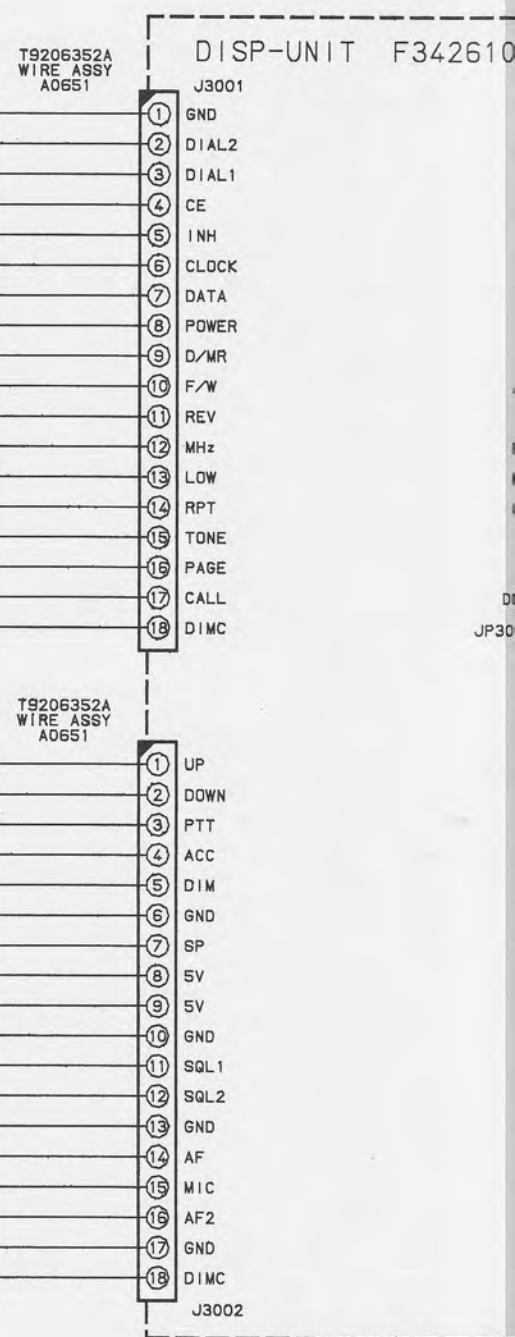 DISP-UNIT F342610
T9206352A
WIRE ASSY
A0651
J3001
1 GND
2 DIAL2
3 DIAL1
4 CE
5 INH
6 CLOCK
7 DATA
8 POWER
9 D/MR
10 F/W
11 REV
12 MHz
13 LOW
14 RPT
15 TONE
16 PAGE
17 CALL
18 DIMC
JP30
T9206352A
WIRE ASSY
A0651
1 UP
2 DOWN
3 PTT
4 ACC
5 DIM
6 GND
7 SP
8 5V
9 5V
10 GND
11 SQL1
12 SQL2
13 GND
14 AF
15 MIC
16 AF2
17 GND
18 DIMC
J3002